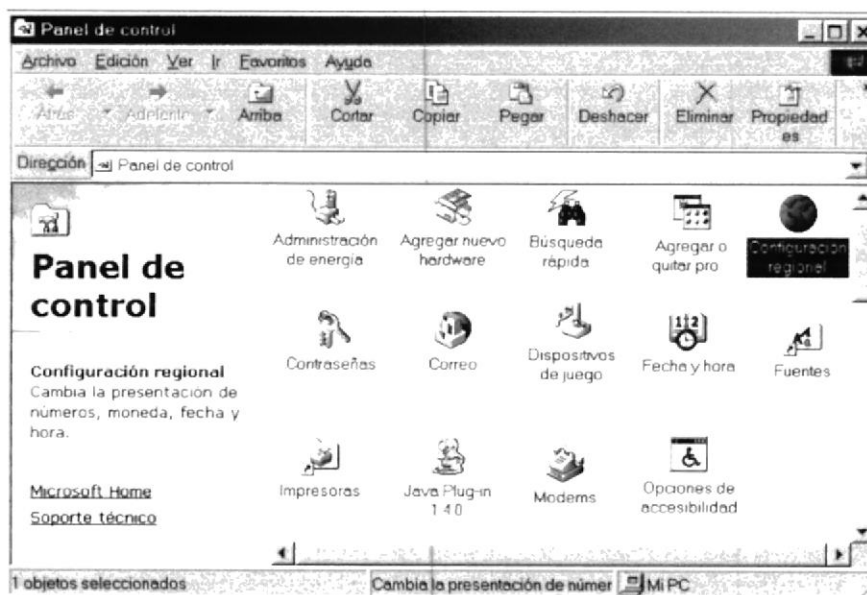 Panel de control
Archivo Edición Ver Ir Favoritos Ayuda
Atrás Adelante Arriba Cortar Copiar Pegar Deshacer Eliminar Propiedad
es
Dirección Panel de control
Administración
de energía
Agregar nuevo
hardware
Búsqueda
rápida
Agregar o
quitar pro
Configuración
regional
Panel de
control
Contraseñas
Correo
Dispositivos
de juego
Fecha y hora
Fuentes
Configuración regional
Cambia la presentación de
números, moneda, fecha y
hora.
Impresoras
Java Plug-in
1.4.0
Modems
Opciones de
accesibilidad
Microsoft Home
Soporte técnico
1 objetos seleccionados Cambia la presentación de númer Mi PC